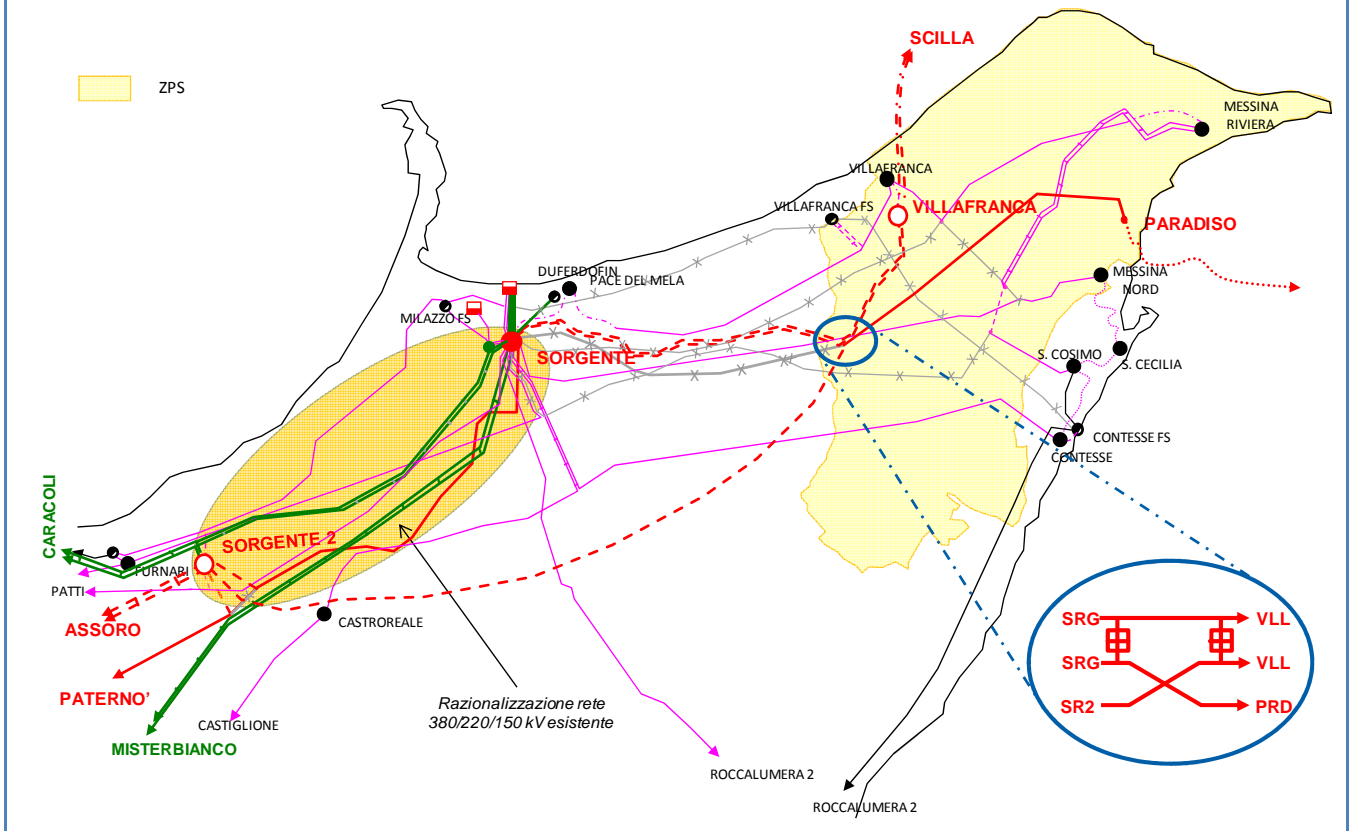 SCILLA
ZPS
MESSINA
RIVIERA
VILLAFRANCA
VILLAFRANCA FS
VILLAFRANCA
PARADISO
DUFERDOFIN
PACE DEL MELA
MESSINA
NORD
MILAZZO FS
SORGENTE
S. COSIMO
S. CECILIA
CONTESSE FS
CONTESSE
CARACOLI
SORGENTE 2
FURNARI
PATTI
ASSORO
CASTROREALE
PATERNO’
CASTIGLIONE
MISTERBIANCO
Razionalizzazione rete
380/220/150 kV esistente
ROCCALUMERA 2
ROCCALUMERA 2
SRG VLL
SRG VLL
SR2 PRD